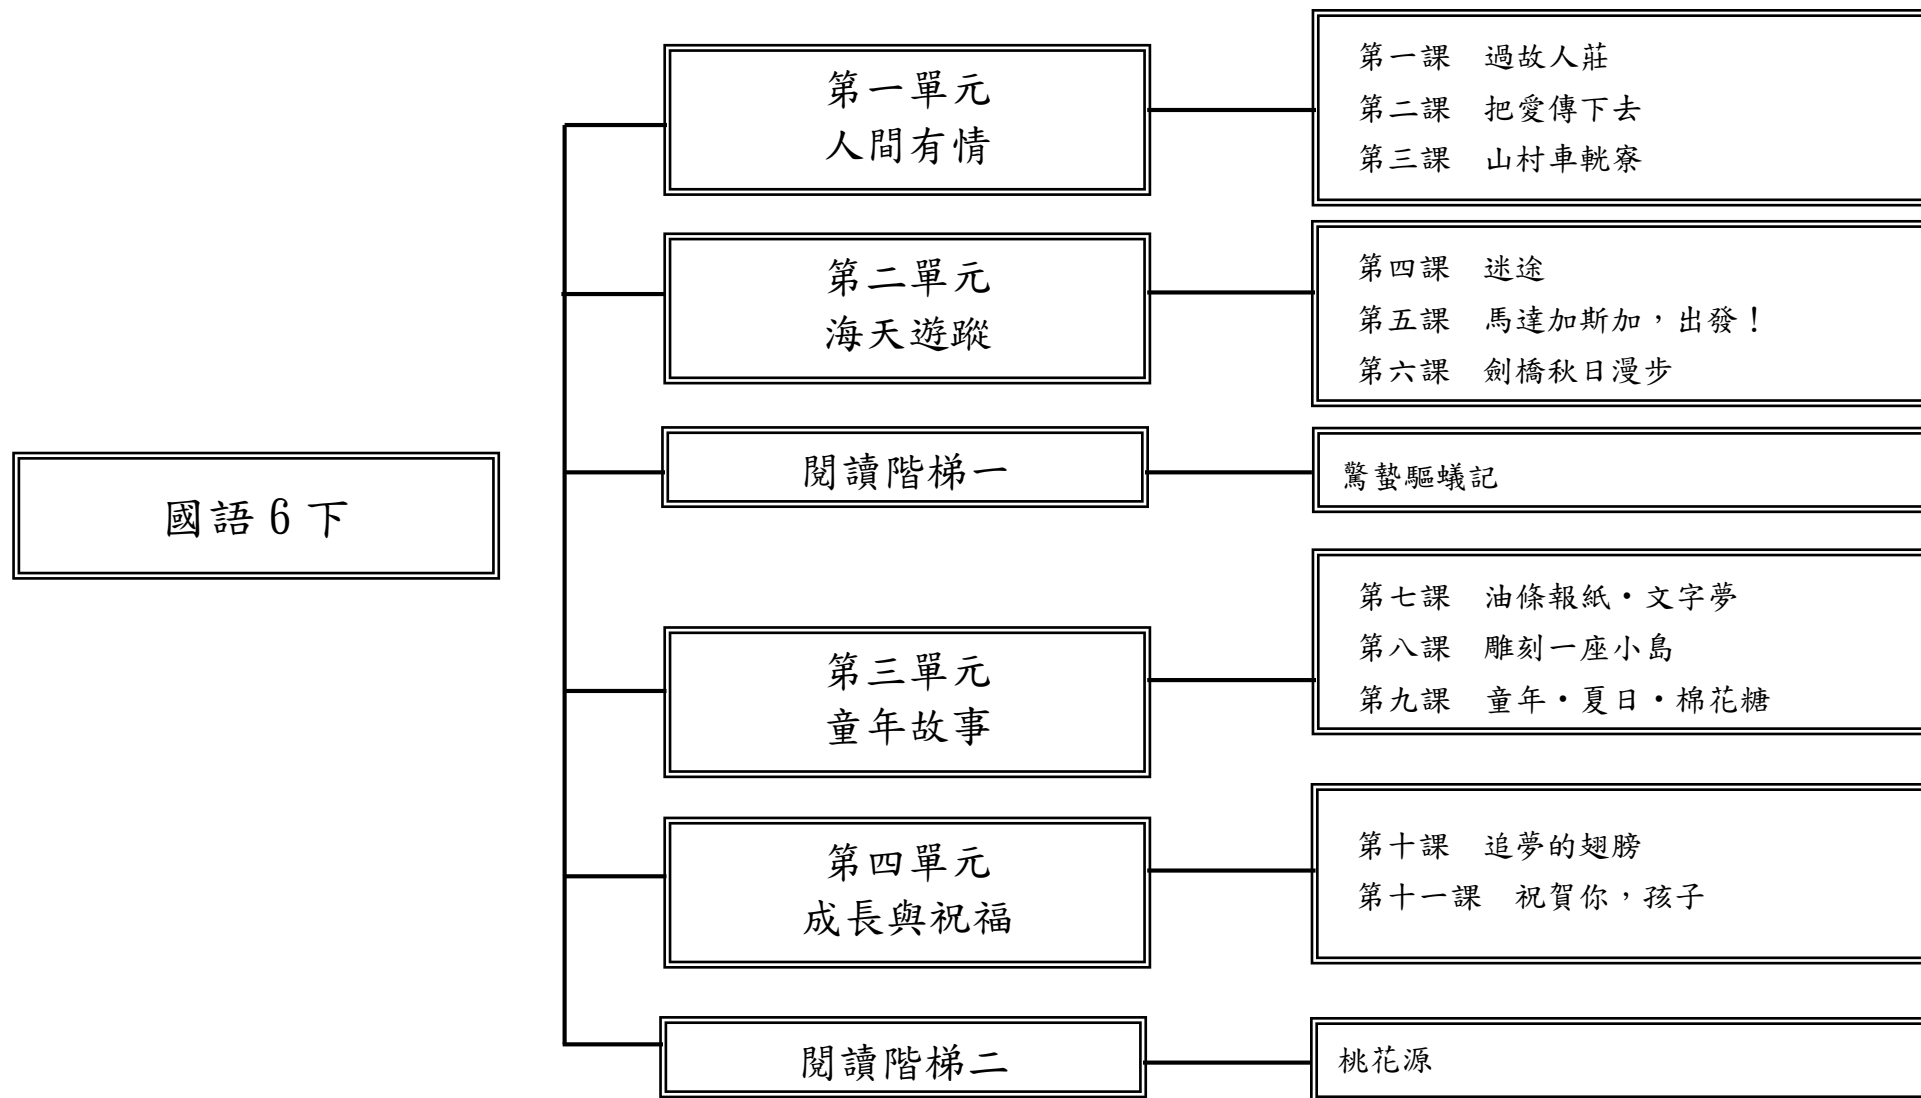 國語 6 下
第一單元
人間有情
第一課　過故人莊
第二課　把愛傳下去
第三課　山村車輄寮
第二單元
海天遊蹤
第四課　迷途
第五課　馬達加斯加，出發！
第六課　劍橋秋日漫步
閱讀階梯一
驚蟄驅蟻記
第三單元
童年故事
第七課　油條報紙・文字夢
第八課　雕刻一座小島
第九課　童年・夏日・棉花糖
第四單元
成長與祝福
第十課　追夢的翅膀
第十一課　祝賀你，孩子
閱讀階梯二
桃花源